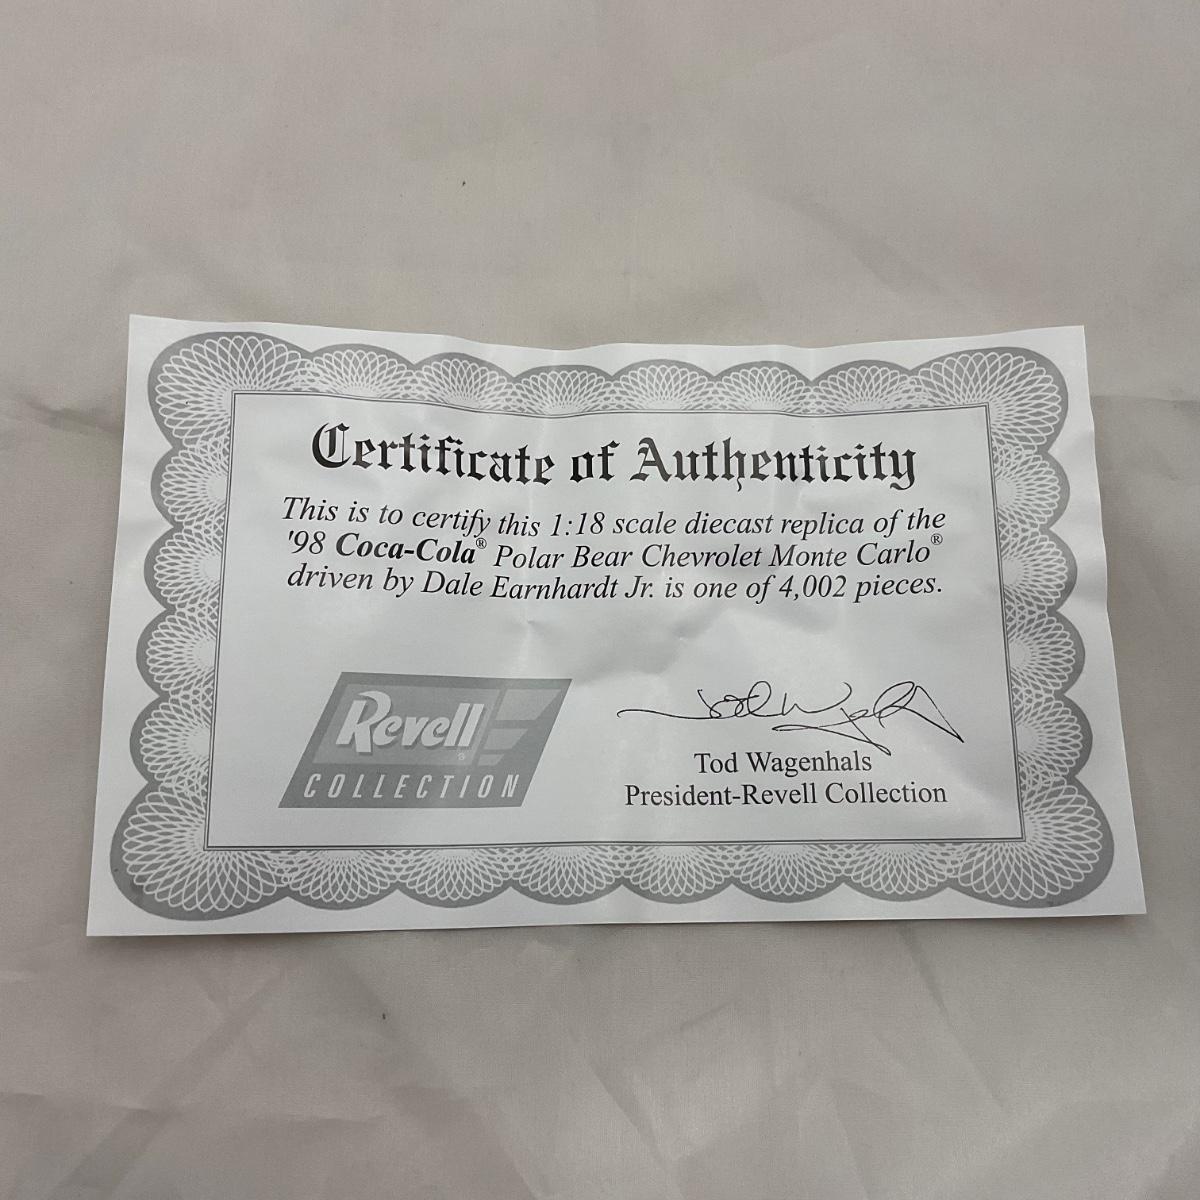 Certificate of Authenticity
This is to certify this 1:18 scale diecast replica of the
'98 Coca-Cola® Polar Bear Chevrolet Monte Carlo®
driven by Dale Earnhardt Jr. is one of 4,002 pieces.
Revell®
COLLECTION
Tod Wagenhals
President-Revell Collection